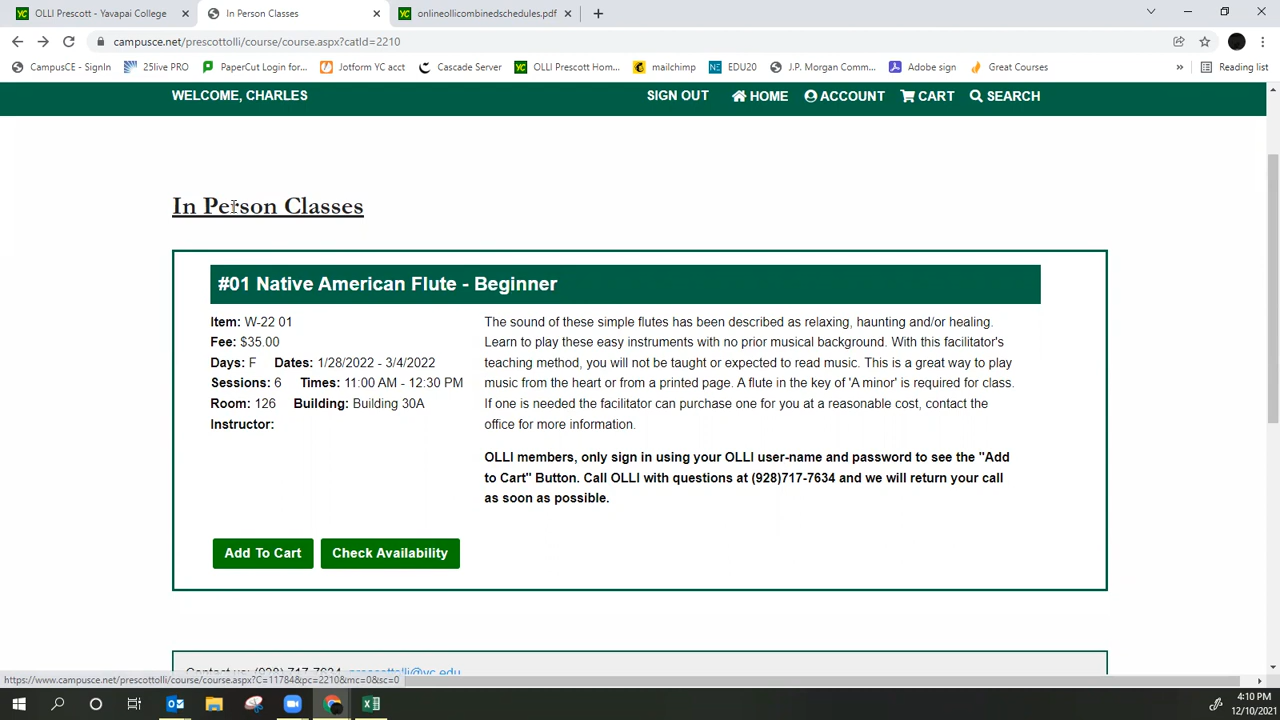 OLLI Prescott - Yavapai College
In Person Classes
onlineollicombinedschedules.pdf
campusce.net/prescottolli/course/course.aspx?catId=2210
CampusCE - SignIn
25live PRO
PaperCut Login for...
Jotform YC acct
Cascade Server
OLLI Prescott Hom...
mailchimp
EDU20
J.P. Morgan Comm...
Adobe sign
Great Courses
Reading list
WELCOME, CHARLES
SIGN OUT
HOME
ACCOUNT
CART
SEARCH
In Person Classes
#01 Native American Flute - Beginner
Item: W-22 01
Fee: $35.00
Days: F Dates: 1/28/2022 - 3/4/2022
Sessions: 6 Times: 11:00 AM - 12:30 PM
Room: 126 Building: Building 30A
Instructor:
The sound of these simple flutes has been described as relaxing, haunting and/or healing.
Learn to play these easy instruments with no prior musical background. With this facilitator's
teaching method, you will not be taught or expected to read music. This is a great way to play
music from the heart or from a printed page. A flute in the key of 'A minor' is required for class.
If one is needed the facilitator can purchase one for you at a reasonable cost, contact the
office for more information.
OLLI members, only sign in using your OLLI user-name and password to see the "Add
to Cart" Button. Call OLLI with questions at (928)717-7634 and we will return your call
as soon as possible.
Add To Cart
Check Availability
Contact us: (928) 717-7634 prescottolli@yc.edu
https://www.campusce.net/prescottolli/course/course.aspx?C=11784&pc=2210&mc=0&sc=0
4:10 PM
12/10/2021